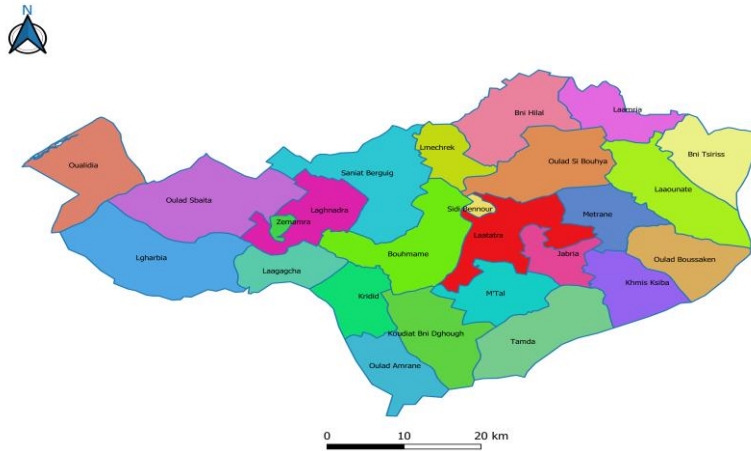 N
Bni Hilal
Laamria
Lmechrek
Bni Tsiriss
Oualidia
Saniat Berguig
Oulad Si Bouhya
Laaounate
Oulad Sbaita
Sidi Bennour
Laghnadra
Metrane
Zemamra
Laatatra
Bouhmame
Jabria
Lgharbia
Oulad Boussaken
Laagagcha
Khmis Ksiba
M'Tal
Kridid
Koudiat Bni Dghough
Tamda
Oulad Amrane
0 10 20 km